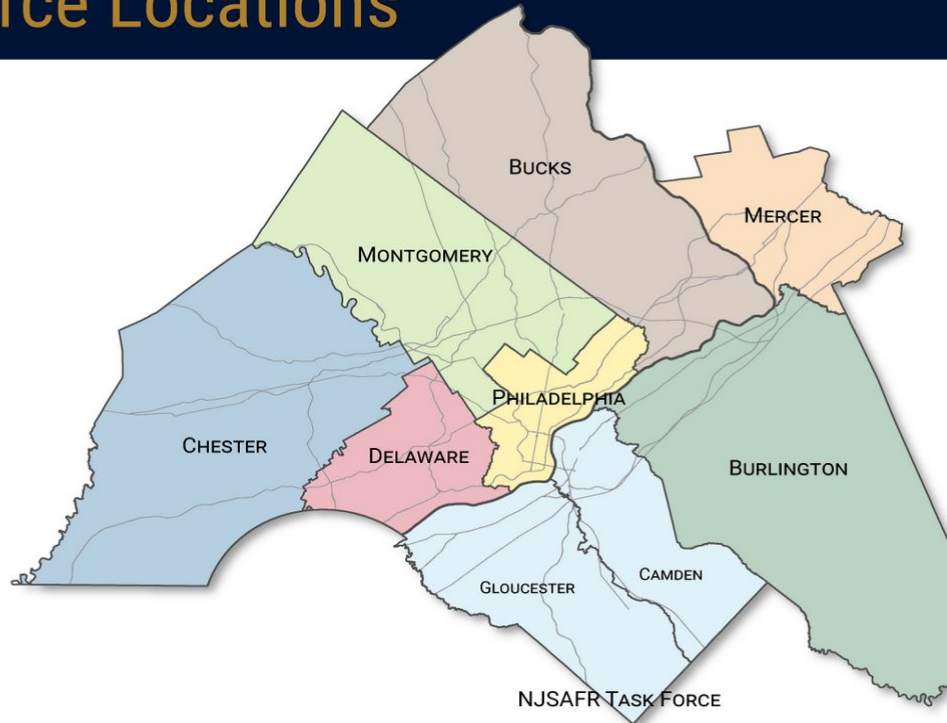 rce Locations
BUCKS
MERCER
MONTGOMERY
PHILADELPHIA
CHESTER
DELAWARE
BURLINGTON
CAMDEN
GLOUCESTER
NJSAFR TASK FORCE